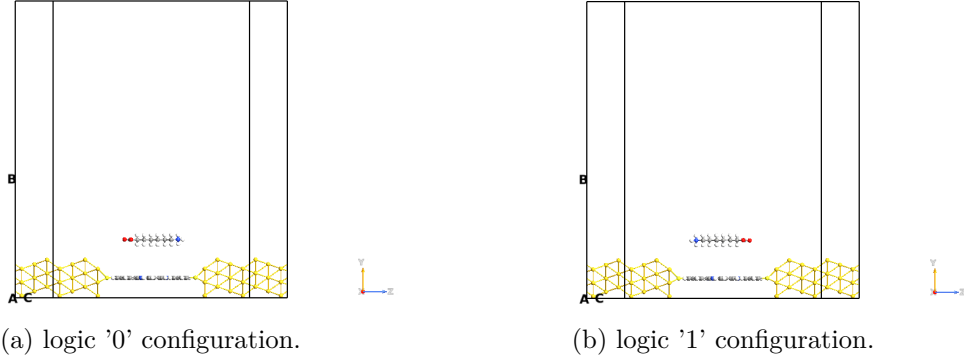 B
A C
Y
X Z
(a) logic '0' configuration.
B
A C
Y
X Z
(b) logic '1' configuration.